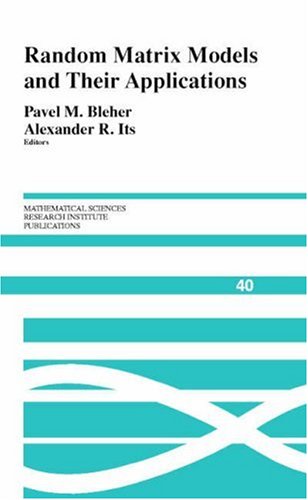 Random Matrix Models
and Their Applications
Pavel M. Bleher
Alexander R. Its
Editors
MATHEMATICAL SCIENCES
RESEARCH INSTITUTE
PUBLICATIONS
40